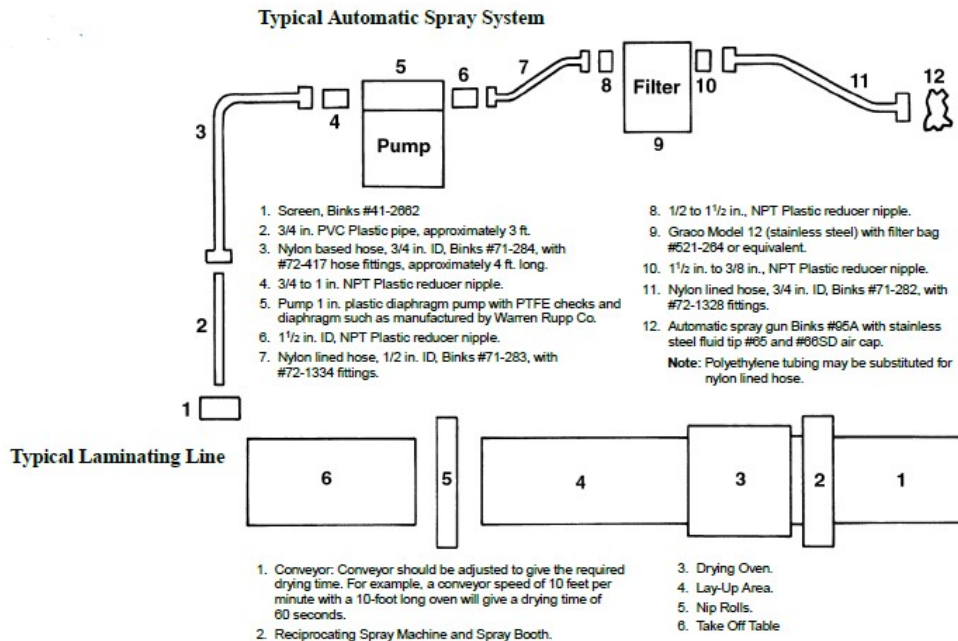 Typical Automatic Spray System
5
6
7
8
Filter
10
11
12
3
4
Pump
9
1. Screen, Binks #41-2662
2. 3/4 in. PVC Plastic pipe, approximately 3 ft.
3. Nylon based hose, 3/4 in. ID, Binks #71-284, with
#72-417 hose fittings, approximately 4 ft. long.
4. 3/4 to 1 in. NPT Plastic reducer nipple.
5. Pump 1 in. plastic diaphragm pump with PTFE checks and
diaphragm such as manufactured by Warren Rupp Co.
6. 1 1/2 in. ID, NPT Plastic reducer nipple.
7. Nylon lined hose, 1/2 in. ID, Binks #71-283, with
#72-1334 fittings.
8. 1/2 to 1 1/2 in., NPT Plastic reducer nipple.
9. Graco Model 12 (stainless steel) with filter bag
#521-264 or equivalent.
10. 1 1/2 in. to 3/8 in., NPT Plastic reducer nipple.
11. Nylon lined hose, 3/4 in. ID, Binks #71-282, with
#72-1328 fittings.
12. Automatic spray gun Binks #95A with stainless
steel fluid tip #65 and #66SD air cap.
Note: Polyethylene tubing may be substituted for
nylon lined hose.
2
1
Typical Laminating Line
6
5
4
3
2
1
1. Conveyor: Conveyor should be adjusted to give the required
drying time. For example, a conveyor speed of 10 feet per
minute with a 10-foot long oven will give a drying time of
60 seconds.
2. Reciprocating Spray Machine and Spray Booth.
3. Drying Oven.
4. Lay-Up Area.
5. Nip Rolls.
6. Take Off Table